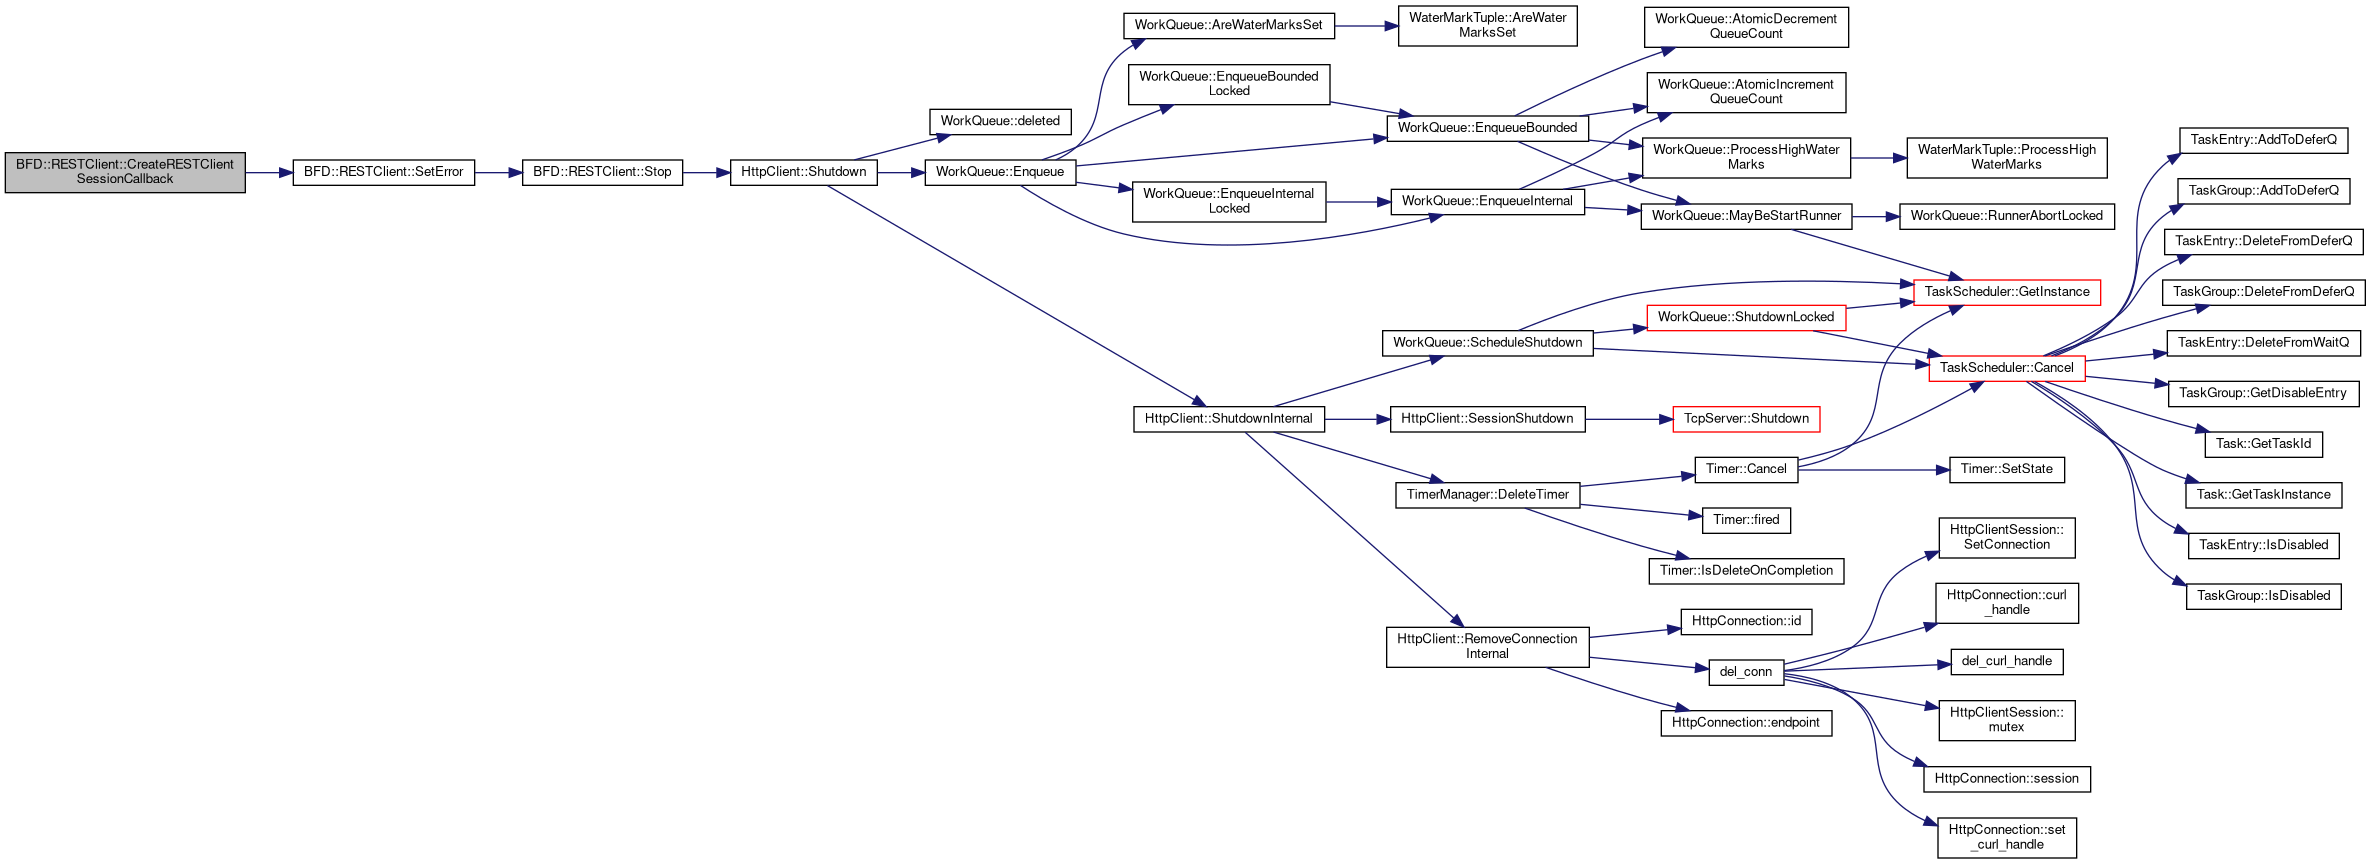 BFD::RESTClient::CreateRESTClient
SessionCallback
BFD::RESTClient::SetError
BFD::RESTClient::Stop
HttpClient::Shutdown
WorkQueue::deleted
WorkQueue::Enqueue
HttpClient::ShutdownInternal
WorkQueue::AreWaterMarksSet
WorkQueue::EnqueueBounded
Locked
WorkQueue::EnqueueInternal
Locked
WaterMarkTuple::AreWater
MarksSet
WorkQueue::EnqueueBounded
WorkQueue::EnqueueInternal
WorkQueue::AtomicDecrement
QueueCount
WorkQueue::AtomicIncrement
QueueCount
WorkQueue::ProcessHighWater
Marks
WorkQueue::MayBeStartRunner
WaterMarkTuple::ProcessHigh
WaterMarks
WorkQueue::RunnerAbortLocked
TaskScheduler::GetInstance
WorkQueue::ScheduleShutdown
WorkQueue::ShutdownLocked
TaskScheduler::Cancel
HttpClient::SessionShutdown
TcpServer::Shutdown
TimerManager::DeleteTimer
Timer::Cancel
Timer::SetState
Timer::fired
Timer::IsDeleteOnCompletion
HttpClient::RemoveConnection
Internal
HttpConnection::id
del_conn
HttpConnection::endpoint
HttpClientSession::
SetConnection
HttpConnection::curl
_handle
del_curl_handle
HttpClientSession::
mutex
HttpConnection::session
HttpConnection::set
_curl_handle
TaskEntry::AddToDeferQ
TaskGroup::AddToDeferQ
TaskEntry::DeleteFromDeferQ
TaskGroup::DeleteFromDeferQ
TaskEntry::DeleteFromWaitQ
TaskGroup::GetDisableEntry
Task::GetTaskId
Task::GetTaskInstance
TaskEntry::IsDisabled
TaskGroup::IsDisabled